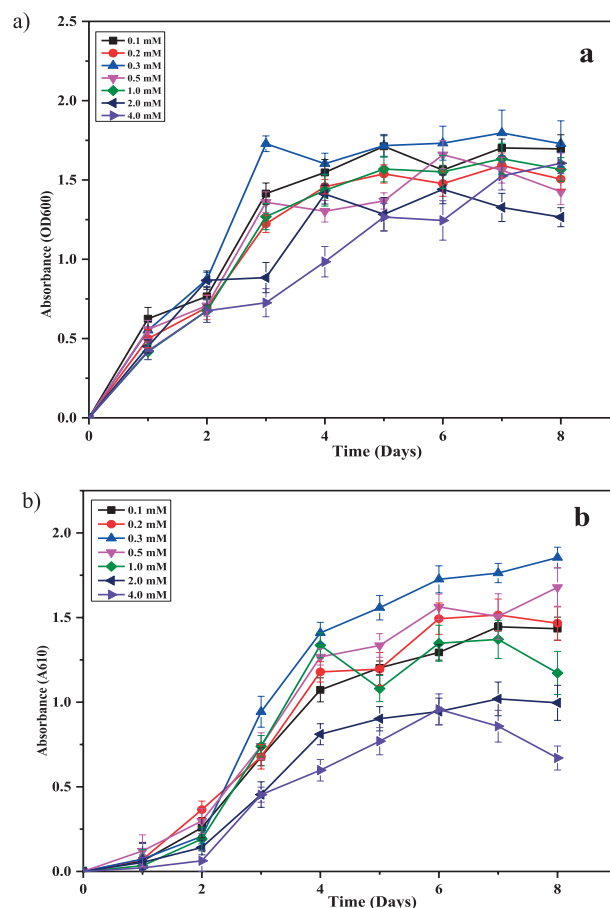 a)
a
0.1 mM
0.2 mM
0.3 mM
0.5 mM
1.0 mM
2.0 mM
4.0 mM
2.5
2.0
1.5
1.0
0.5
0.0
Absorbance (OD600)
0 2 4 6 8
Time (Days)
b)
b
0.1 mM
0.2 mM
0.3 mM
0.5 mM
1.0 mM
2.0 mM
4.0 mM
2.0
1.5
1.0
0.5
0.0
Absorbance (A610)
0 2 4 6 8
Time (Days)